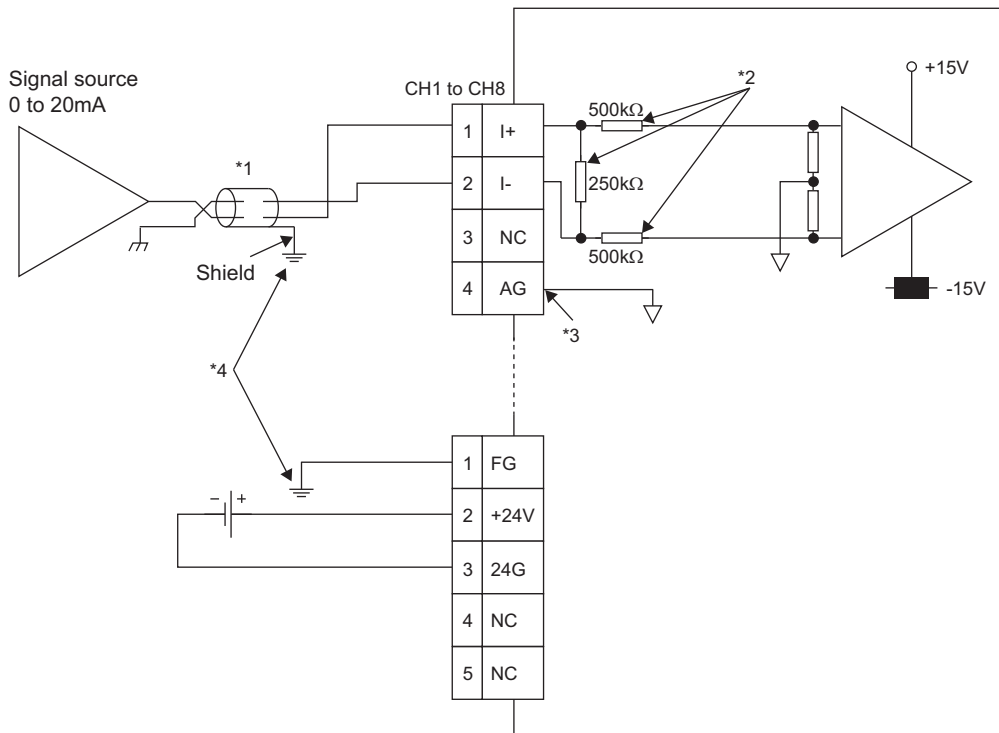 Signal source
0 to 20mA
*1
Shield
*4
CH1 to CH8
1 I+
2 I-
3 NC
4 AG
*2
500kΩ
250kΩ
500kΩ
*3
+15V
-15V
1 FG
2 +24V
3 24G
4 NC
5 NC
− +